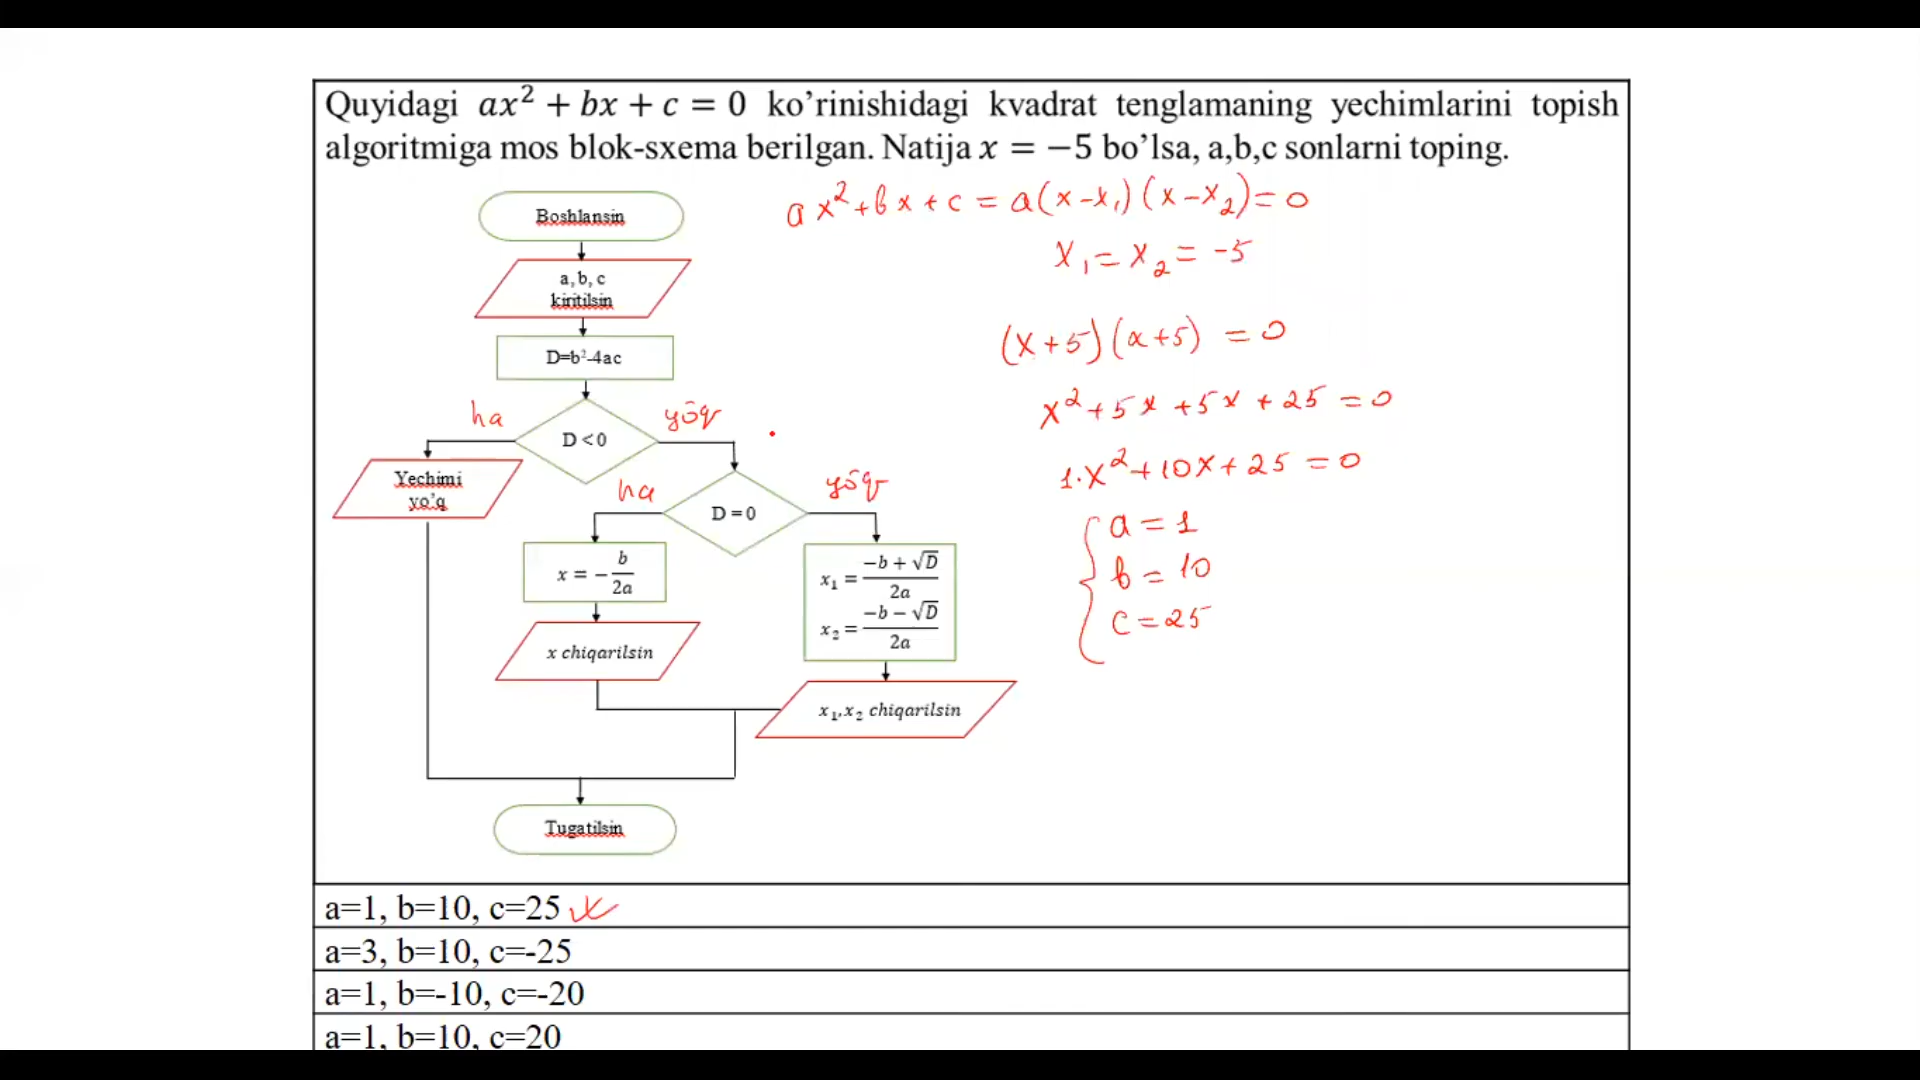 Quyidagi ax² + bx + c = 0 ko’rinishidagi kvadrat tenglamaning yechimlarini topish
algoritmiga mos blok-sxema berilgan. Natija x = −5 bo’lsa, a,b,c sonlarni toping.
Boshlansin
a, b, c
kiritilsin
D=b²-4ac
ha
D < 0
yo‘q
Yechimi
yo’q
ha
D = 0
yo‘q
x = − b/2a
x₁ = (−b + √D)/2a
x₂ = (−b − √D)/2a
x chiqarilsin
x₁,x₂ chiqarilsin
Tugatilsin
ax²+bx+c = a(x−x₁)(x−x₂)=0
x₁ = x₂ = −5
(x+5)(x+5) = 0
x²+5x+5x+25=0
1·x²+10x+25=0
a = 1
b = 10
c = 25
a=1, b=10, c=25
a=3, b=10, c=-25
a=1, b=-10, c=-20
a=1, b=10, c=20